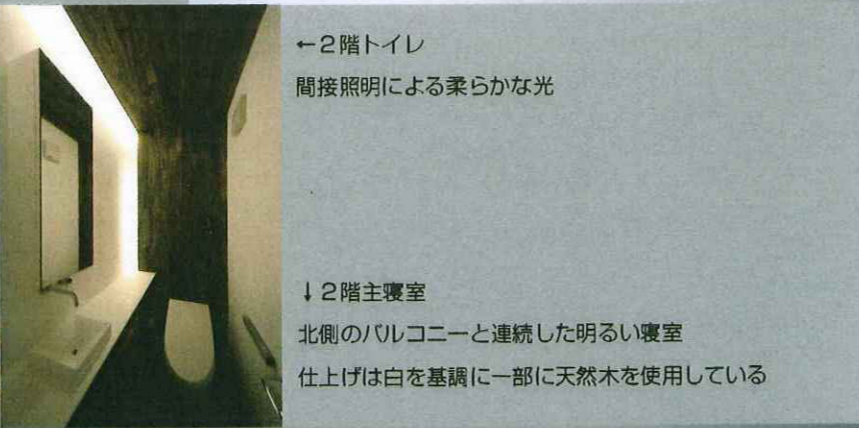 ←2階トイレ
間接照明による柔らかな光
↓2階主寝室
北側のバルコニーと連続した明るい寝室
仕上げは白を基調に一部に天然木を使用している